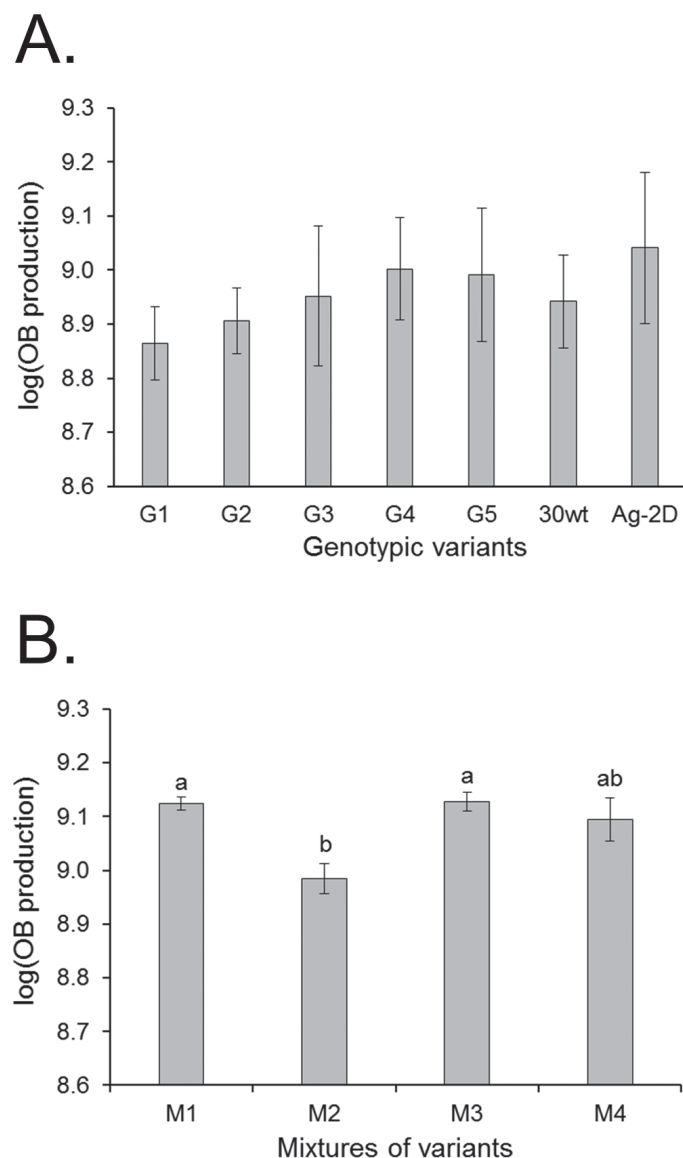 A.
9.3
9.2
9.1
9.0
8.9
8.8
8.7
8.6
log(OB production)
G1 G2 G3 G4 G5 30wt Ag-2D
Genotypic variants
B.
9.3
9.2
9.1
9.0
8.9
8.8
8.7
8.6
log(OB production)
a b a ab
M1 M2 M3 M4
Mixtures of variants